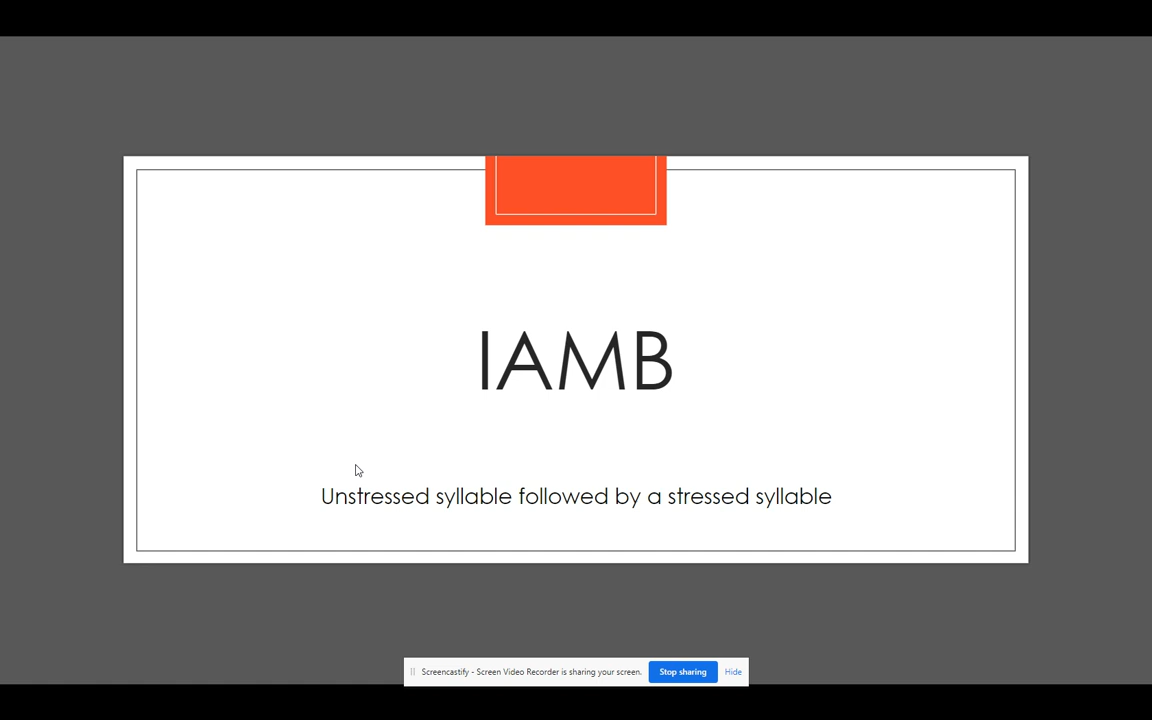 IAMB
Unstressed syllable followed by a stressed syllable
Screencastify - Screen Video Recorder is sharing your screen. Stop sharing Hide